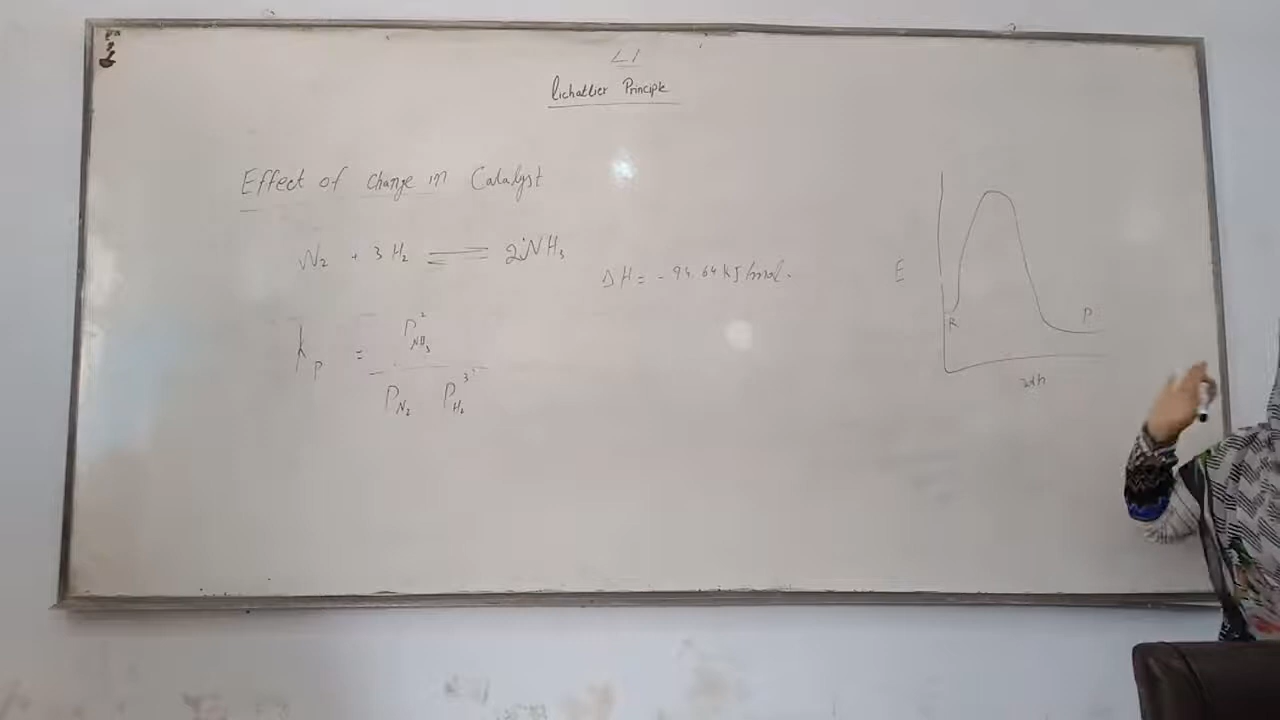 L1
Lichatlier Principle
Effect of change in Catalyst
N₂ + 3 H₂ ⇌ 2NH₃
ΔH = - 94.64 kJ/mol.
Kp = P²NH₃ / PN₂ P³H₂
E
R
P